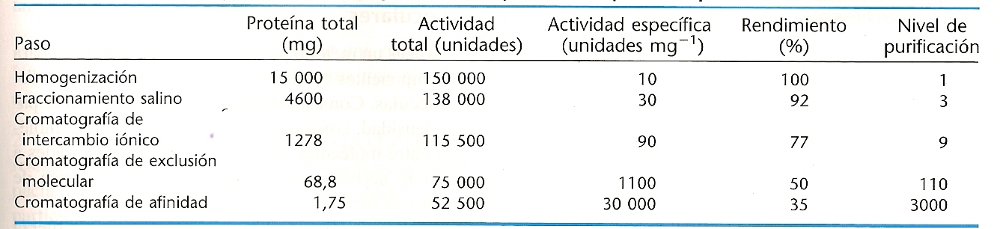 Proteína total Actividad Actividad específica Rendimiento Nivel de
Paso (mg) total (unidades) (unidades mg⁻¹) (%) purificación
Homogenización 15 000 150 000 10 100 1
Fraccionamiento salino 4600 138 000 30 92 3
Cromatografía de
intercambio iónico 1278 115 500 90 77 9
Cromatografía de exclusión
molecular 68,8 75 000 1100 50 110
Cromatografía de afinidad 1,75 52 500 30 000 35 3000